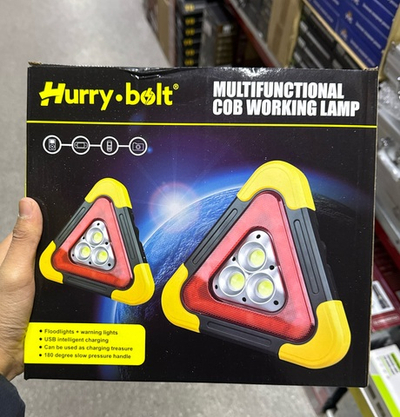 Hurry·bolt®
MULTIFUNCTIONAL
COB WORKING LAMP
• Floodlights + warning lights
• USB intelligent charging
• Can be used as charging treasure
• 180 degree slow pressure handle